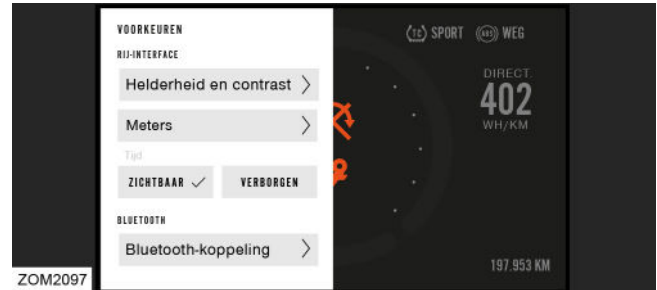 VOORKEUREN
RIJ-INTERFACE
Helderheid en contrast
Meters
Tijd
ZICHTBAAR
VERBORGEN
BLUETOOTH
Bluetooth-koppeling
TC SPORT
ABS WEG
DIRECT.
402
WH/KM
197.953 KM
ZOM2097